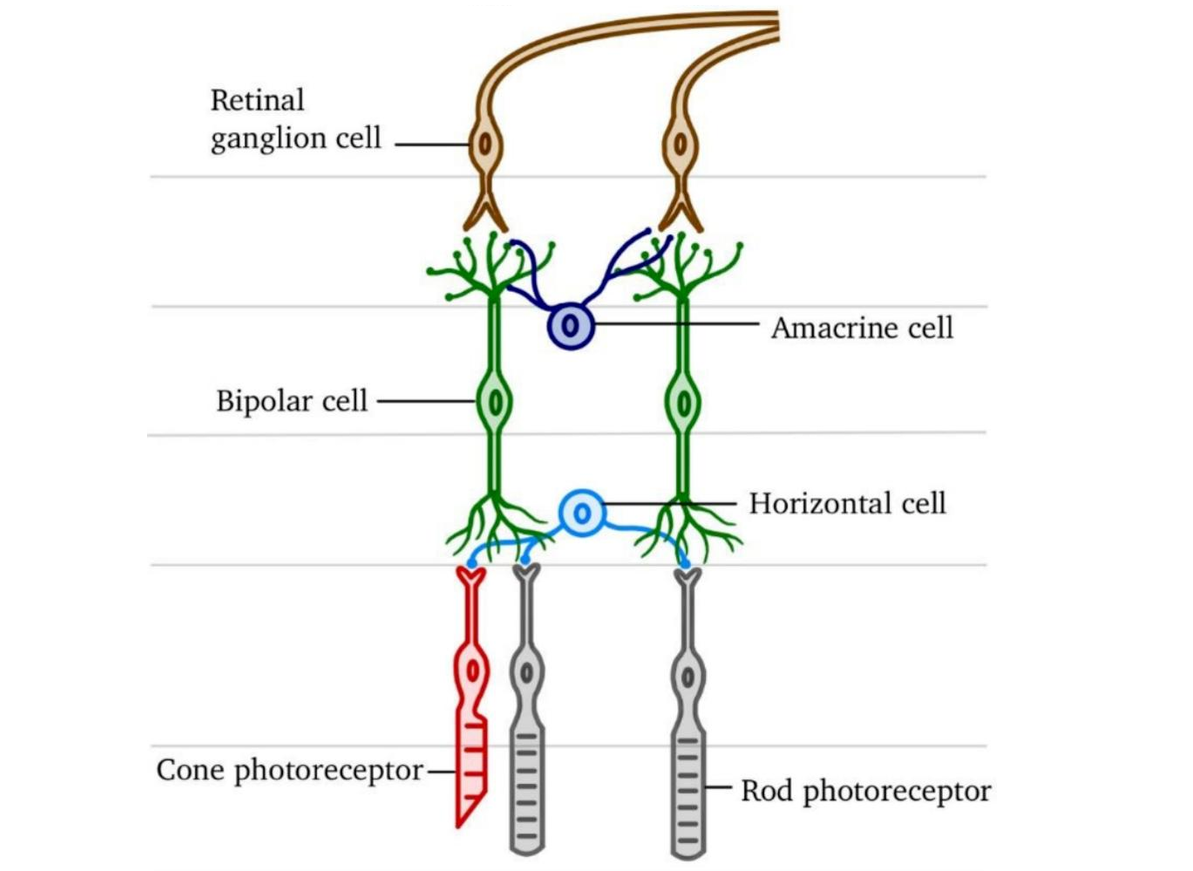 Retinal
ganglion cell
Amacrine cell
Bipolar cell
Horizontal cell
Cone photoreceptor
Rod photoreceptor